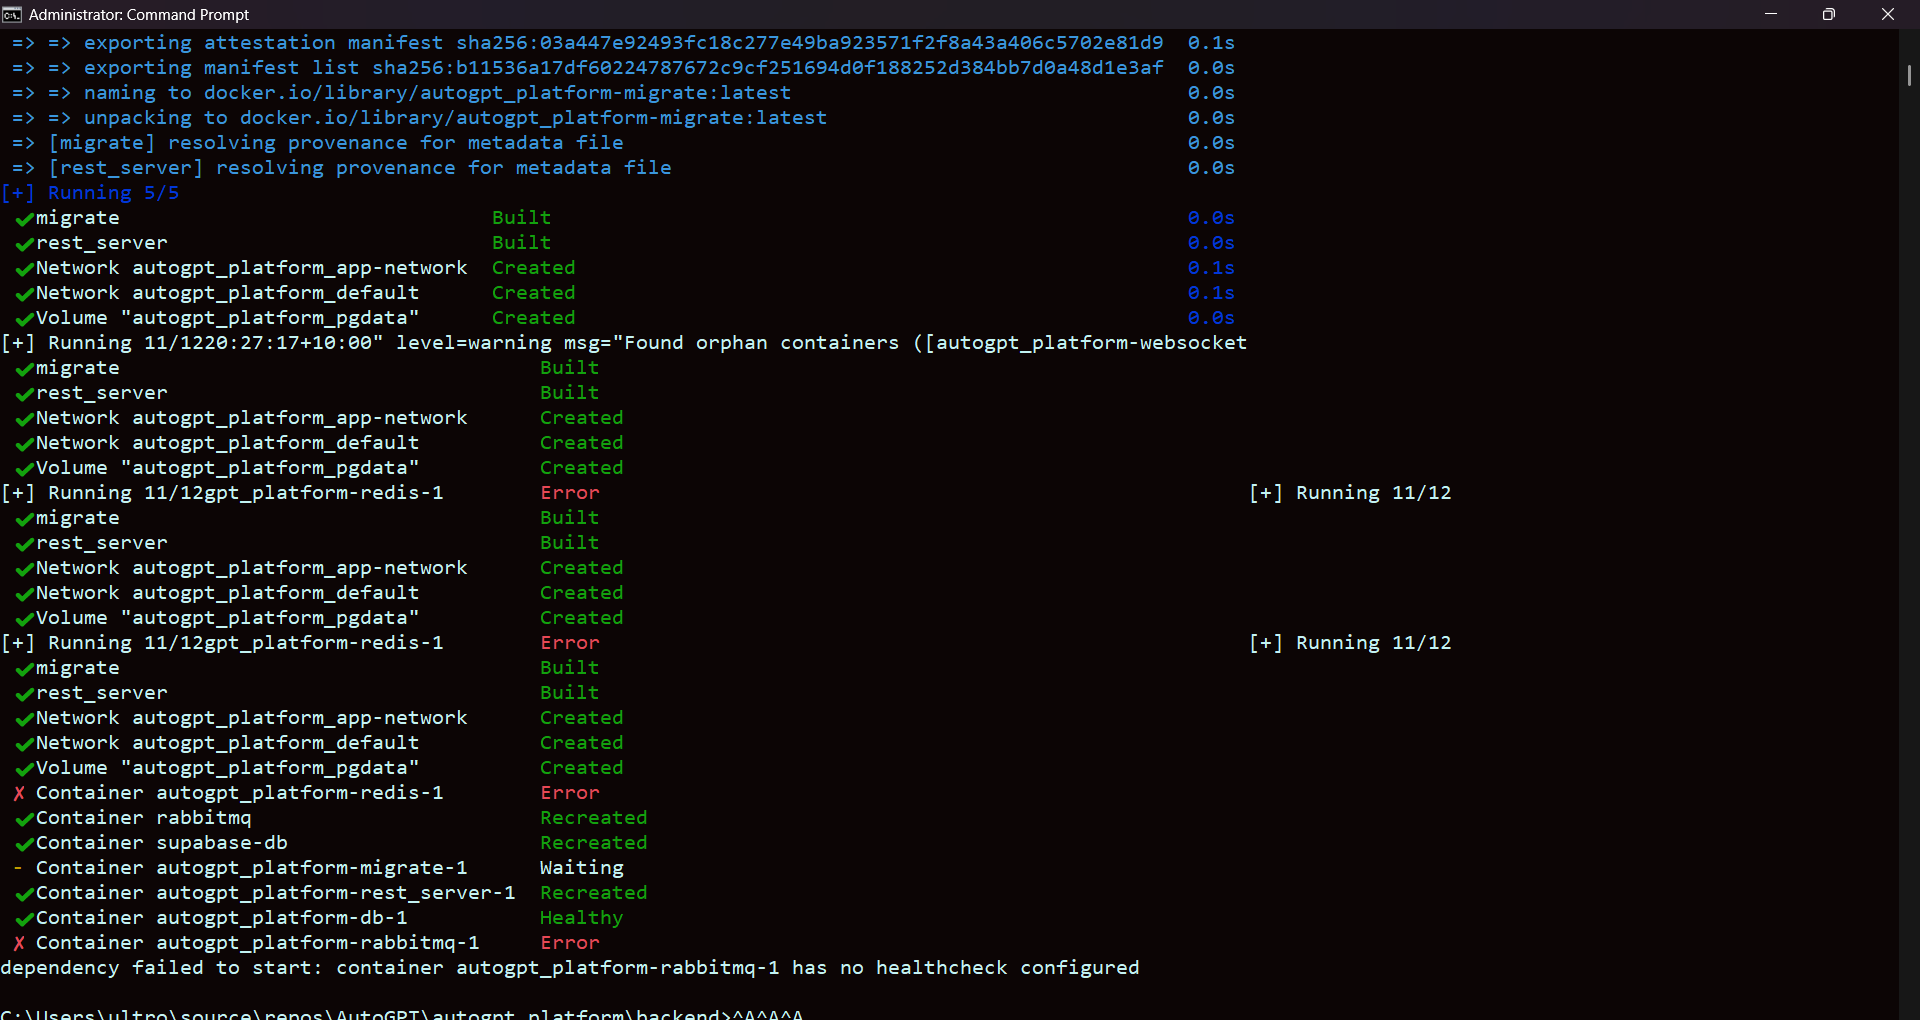 Administrator: Command Prompt
=> => exporting attestation manifest sha256:03a447e92493fc18c277e49ba923571f2f8a43a406c5702e81d9 0.1s
=> => exporting manifest list sha256:b11536a17df60224787672c9cf251694d0f188252d384bb7d0a48d1e3af 0.0s
=> => naming to docker.io/library/autogpt_platform-migrate:latest 0.0s
=> => unpacking to docker.io/library/autogpt_platform-migrate:latest 0.0s
=> [migrate] resolving provenance for metadata file 0.0s
=> [rest_server] resolving provenance for metadata file 0.0s
[+] Running 5/5
✔migrate Built 0.0s
✔rest_server Built 0.0s
✔Network autogpt_platform_app-network Created 0.1s
✔Network autogpt_platform_default Created 0.1s
✔Volume "autogpt_platform_pgdata" Created 0.0s
[+] Running 11/1220:27:17+10:00" level=warning msg="Found orphan containers ([autogpt_platform-websocket
✔migrate Built
✔rest_server Built
✔Network autogpt_platform_app-network Created
✔Network autogpt_platform_default Created
✔Volume "autogpt_platform_pgdata" Created
[+] Running 11/12gpt_platform-redis-1 Error [+] Running 11/12
✔migrate Built
✔rest_server Built
✔Network autogpt_platform_app-network Created
✔Network autogpt_platform_default Created
✔Volume "autogpt_platform_pgdata" Created
[+] Running 11/12gpt_platform-redis-1 Error [+] Running 11/12
✔migrate Built
✔rest_server Built
✔Network autogpt_platform_app-network Created
✔Network autogpt_platform_default Created
✔Volume "autogpt_platform_pgdata" Created
✘ Container autogpt_platform-redis-1 Error
✔Container rabbitmq Recreated
✔Container supabase-db Recreated
- Container autogpt_platform-migrate-1 Waiting
✔Container autogpt_platform-rest_server-1 Recreated
✔Container autogpt_platform-db-1 Healthy
✘ Container autogpt_platform-rabbitmq-1 Error
dependency failed to start: container autogpt_platform-rabbitmq-1 has no healthcheck configured
C:\Users\ultro\source\repos\AutoGPT\autogpt_platform\backend>^A^A^A